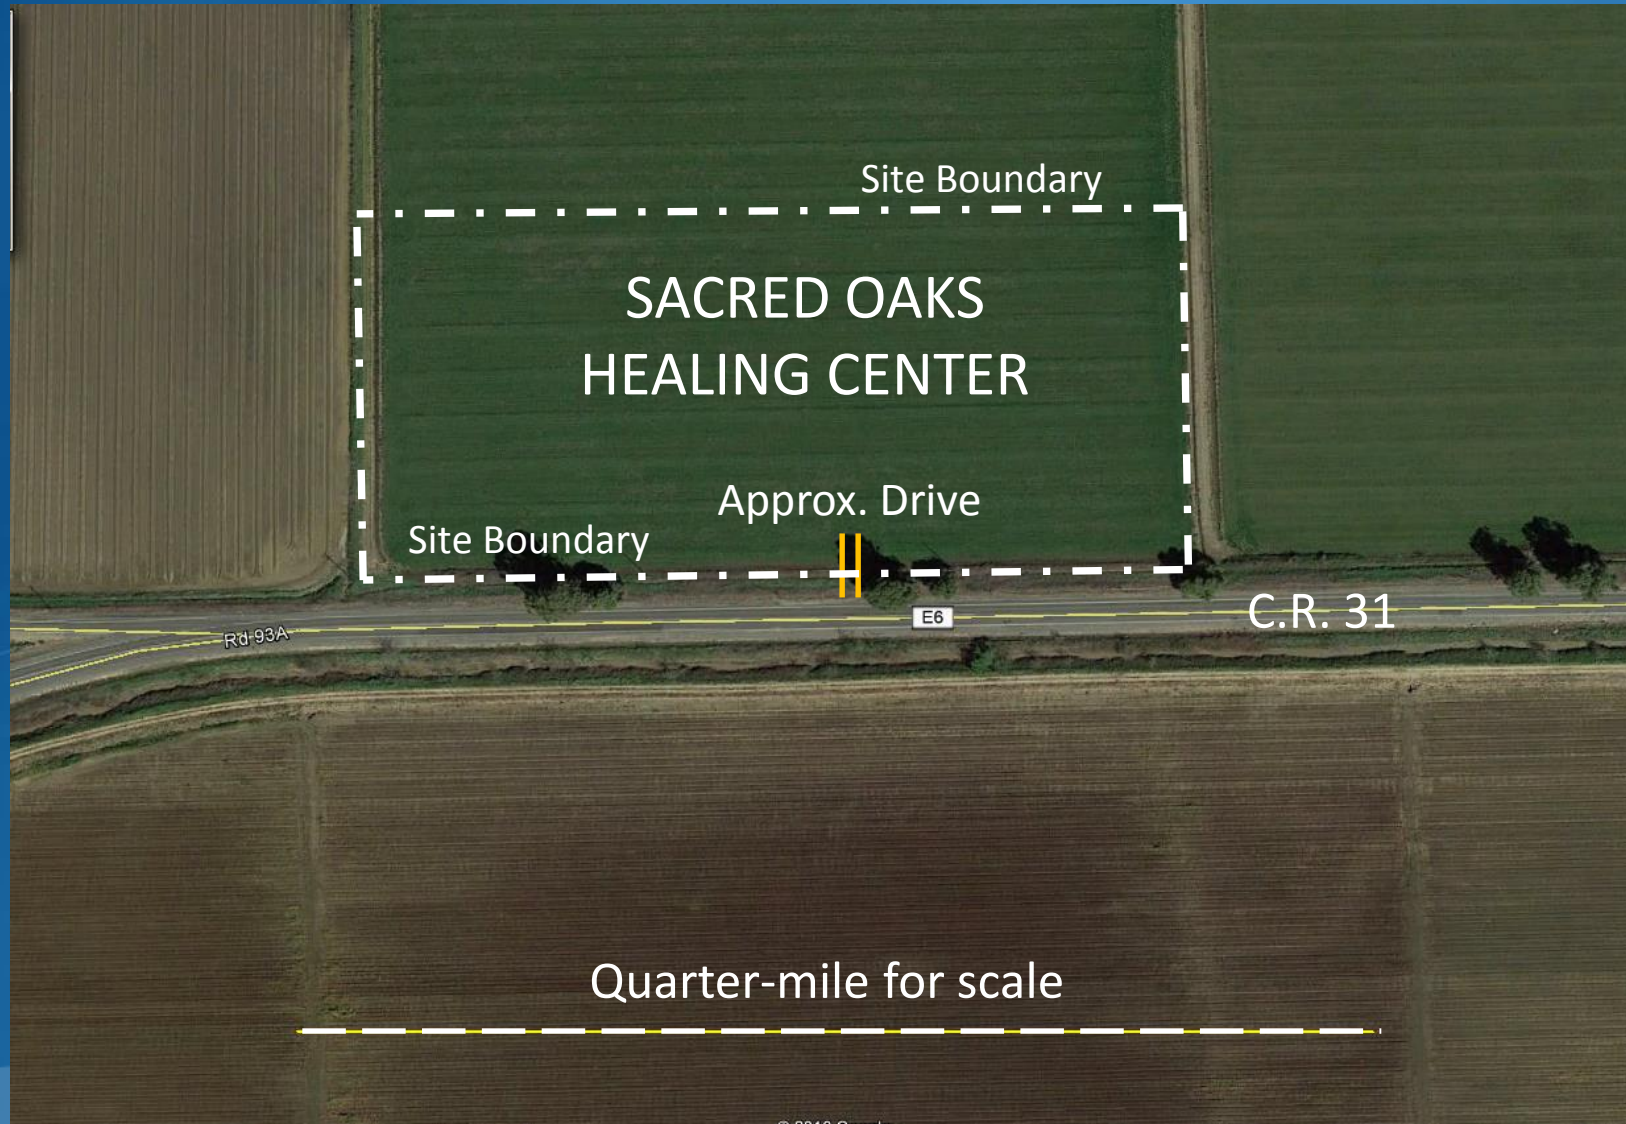 Site Boundary
SACRED OAKS
HEALING CENTER
Approx. Drive
Site Boundary
E6
C.R. 31
Rd 93A
Quarter-mile for scale